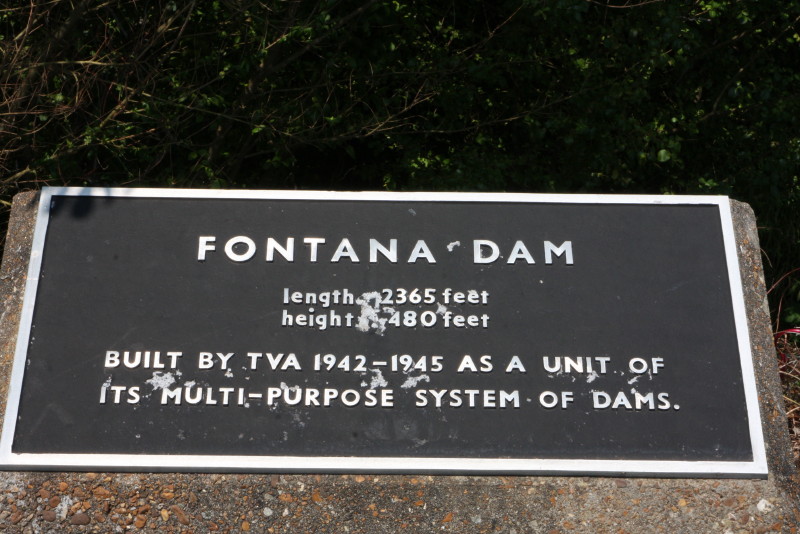 FONTANA DAM
length - 2365 feet
height - 480 feet
BUILT BY TVA 1942-1945 AS A UNIT OF
ITS MULTI-PURPOSE SYSTEM OF DAMS.